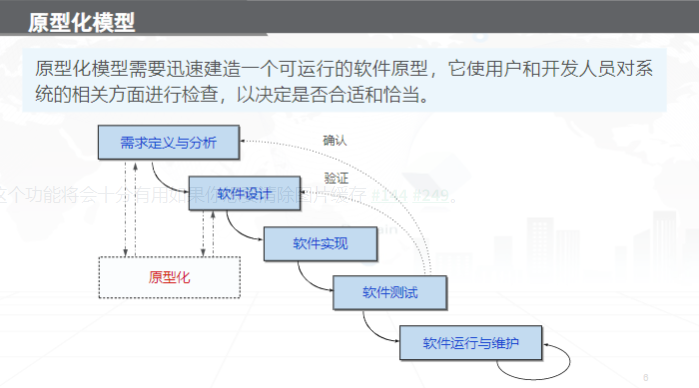 原型化模型
原型化模型需要迅速建造一个可运行的软件原型，它使用户和开发人员对系
统的相关方面进行检查，以决定是否合适和恰当。
需求定义与分析
确认
验证
软件设计
这个功能将会十分有用如果你
除图片缓存 #144 #249。
软件实现
原型化
软件测试
软件运行与维护
6